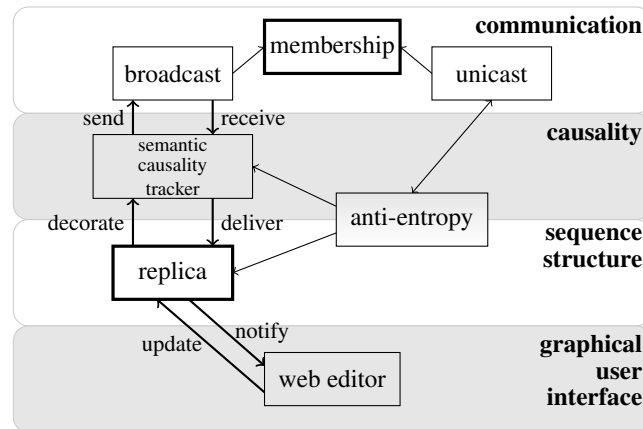 communication
membership
broadcast
unicast
send
receive
causality
semantic
causality
tracker
decorate
deliver
anti-entropy
sequence
structure
replica
notify
update
web editor
graphical
user
interface